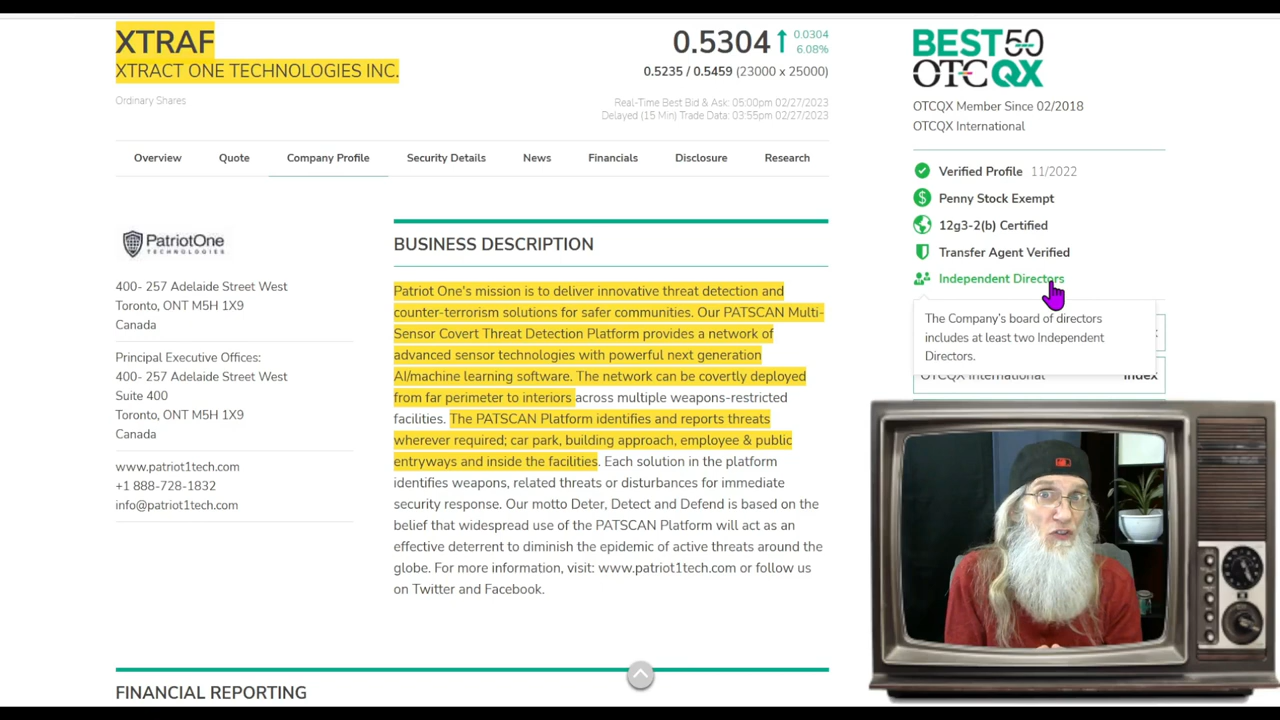 XTRAF
XTRACT ONE TECHNOLOGIES INC.
Ordinary Shares
0.5304
0.0304
6.08%
0.5235 / 0.5459 (23000 x 25000)
Real-Time Best Bid & Ask: 05:00pm 02/27/2023
Delayed (15 Min) Trade Data: 03:55pm 02/27/2023
Overview Quote Company Profile Security Details News Financials Disclosure Research
PatriotOne
TECHNOLOGIES
400- 257 Adelaide Street West
Toronto, ONT M5H 1X9
Canada
Principal Executive Offices:
400- 257 Adelaide Street West
Suite 400
Toronto, ONT M5H 1X9
Canada
www.patriot1tech.com
+1 888-728-1832
info@patriot1tech.com
BUSINESS DESCRIPTION
Patriot One's mission is to deliver innovative threat detection and
counter-terrorism solutions for safer communities. Our PATSCAN Multi-
Sensor Covert Threat Detection Platform provides a network of
advanced sensor technologies with powerful next generation
AI/machine learning software. The network can be covertly deployed
from far perimeter to interiors across multiple weapons-restricted
facilities. The PATSCAN Platform identifies and reports threats
wherever required; car park, building approach, employee & public
entryways and inside the facilities. Each solution in the platform
identifies weapons, related threats or disturbances for immediate
security response. Our motto Deter, Detect and Defend is based on the
belief that widespread use of the PATSCAN Platform will act as an
effective deterrent to diminish the epidemic of active threats around the
globe. For more information, visit: www.patriot1tech.com or follow us
on Twitter and Facebook.
FINANCIAL REPORTING
BEST 50
OTCQX
OTCQX Member Since 02/2018
OTCQX International
Verified Profile 11/2022
$ Penny Stock Exempt
12g3-2(b) Certified
Transfer Agent Verified
Independent Directors
The Company's board of directors
includes at least two Independent
Directors.
OTCQX International Index